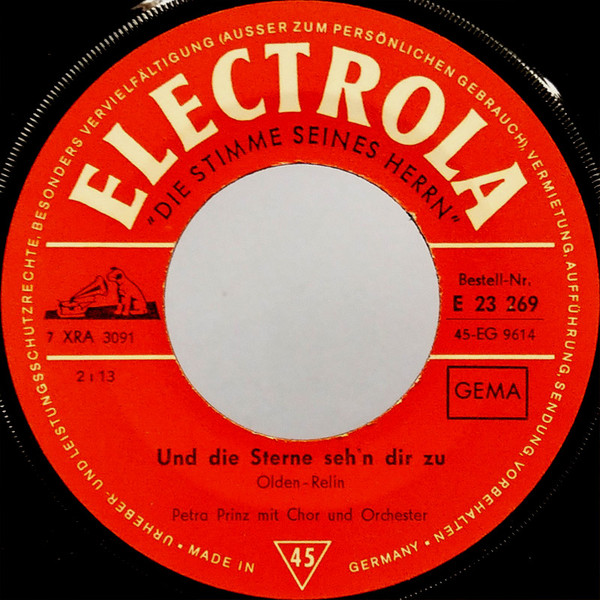 URHEBER- UND LEISTUNGSSCHUTZRECHTE, BESONDERS VERVIELFÄLTIGUNG (AUSSER ZUM PERSÖNLICHEN GEBRAUCH), VERMIETUNG, AUFFÜHRUNG, SENDUNG VORBEHALTEN •
ELECTROLA
"DIE STIMME SEINES HERRN"
7 XRA 3091
2:13
Bestell-Nr.
E 23 269
45-EG 9614
GEMA
Und die Sterne seh'n dir zu
Olden-Relin
Petra Prinz mit Chor und Orchester
• MADE IN
45
GERMANY •